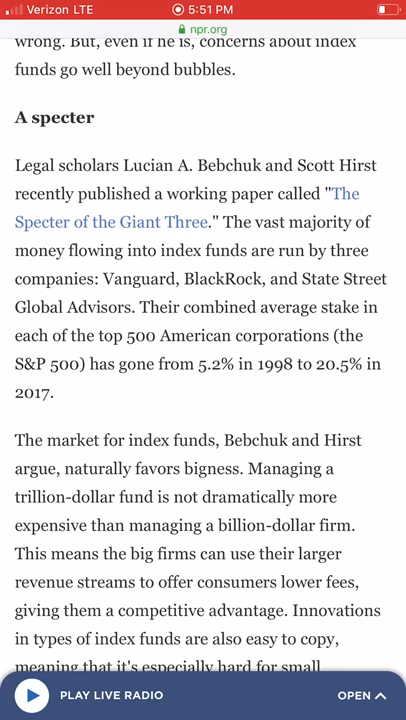 Verizon LTE 5:51 PM
npr.org
wrong. But, even if he is, concerns about index
funds go well beyond bubbles.
A specter
Legal scholars Lucian A. Bebchuk and Scott Hirst
recently published a working paper called "The
Specter of the Giant Three." The vast majority of
money flowing into index funds are run by three
companies: Vanguard, BlackRock, and State Street
Global Advisors. Their combined average stake in
each of the top 500 American corporations (the
S&P 500) has gone from 5.2% in 1998 to 20.5% in
2017.
The market for index funds, Bebchuk and Hirst
argue, naturally favors bigness. Managing a
trillion-dollar fund is not dramatically more
expensive than managing a billion-dollar firm.
This means the big firms can use their larger
revenue streams to offer consumers lower fees,
giving them a competitive advantage. Innovations
in types of index funds are also easy to copy,
meaning that it's especially hard for small
PLAY LIVE RADIO OPEN